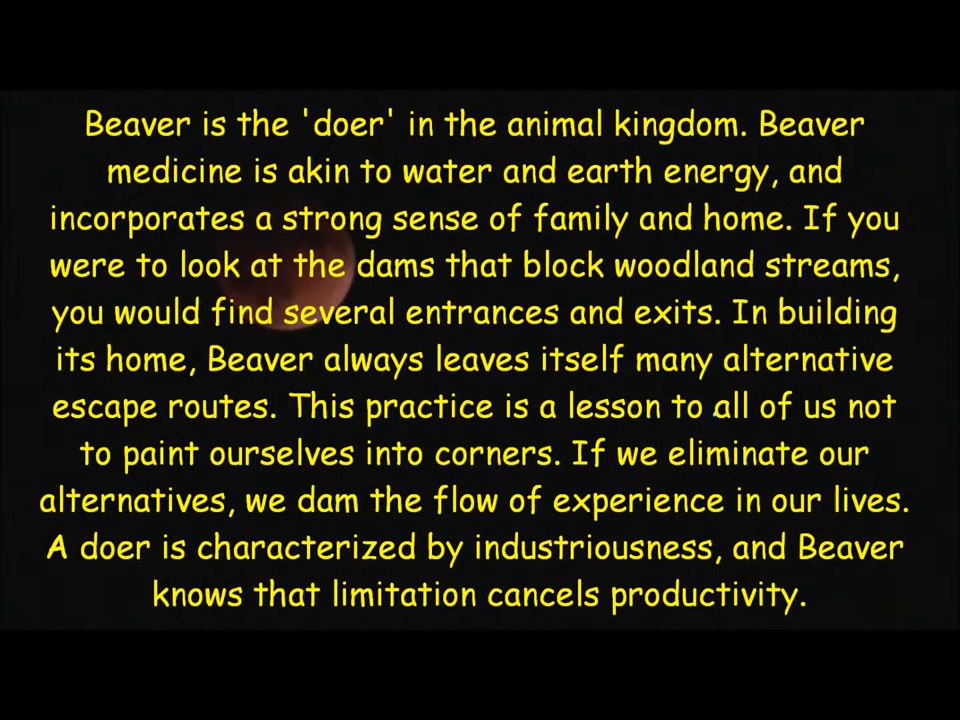 Beaver is the 'doer' in the animal kingdom. Beaver
medicine is akin to water and earth energy, and
incorporates a strong sense of family and home. If you
were to look at the dams that block woodland streams,
you would find several entrances and exits. In building
its home, Beaver always leaves itself many alternative
escape routes. This practice is a lesson to all of us not
to paint ourselves into corners. If we eliminate our
alternatives, we dam the flow of experience in our lives.
A doer is characterized by industriousness, and Beaver
knows that limitation cancels productivity.